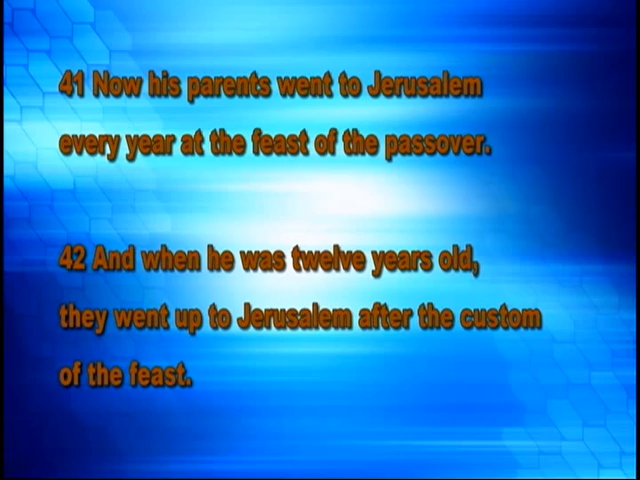 41 Now his parents went to Jerusalem
every year at the feast of the passover.
42 And when he was twelve years old,
they went up to Jerusalem after the custom
of the feast.